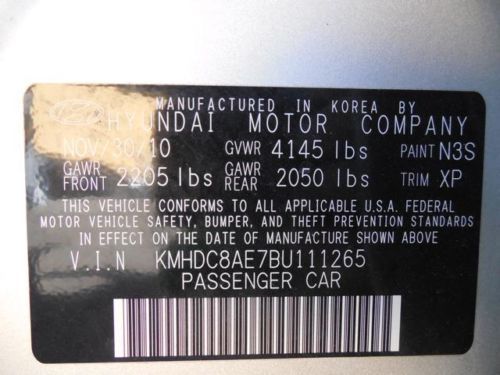 MANUFACTURED IN KOREA BY
HYUNDAI MOTOR COMPANY
NOV/30/10 GVWR 4145 lbs PAINT N3S
GAWR FRONT 2205 lbs GAWR REAR 2050 lbs TRIM XP
THIS VEHICLE CONFORMS TO ALL APPLICABLE U.S.A. FEDERAL
MOTOR VEHICLE SAFETY, BUMPER, AND THEFT PREVENTION STANDARDS
IN EFFECT ON THE DATE OF MANUFACTURE SHOWN ABOVE
V.I.N KMHDC8AE7BU111265
PASSENGER CAR